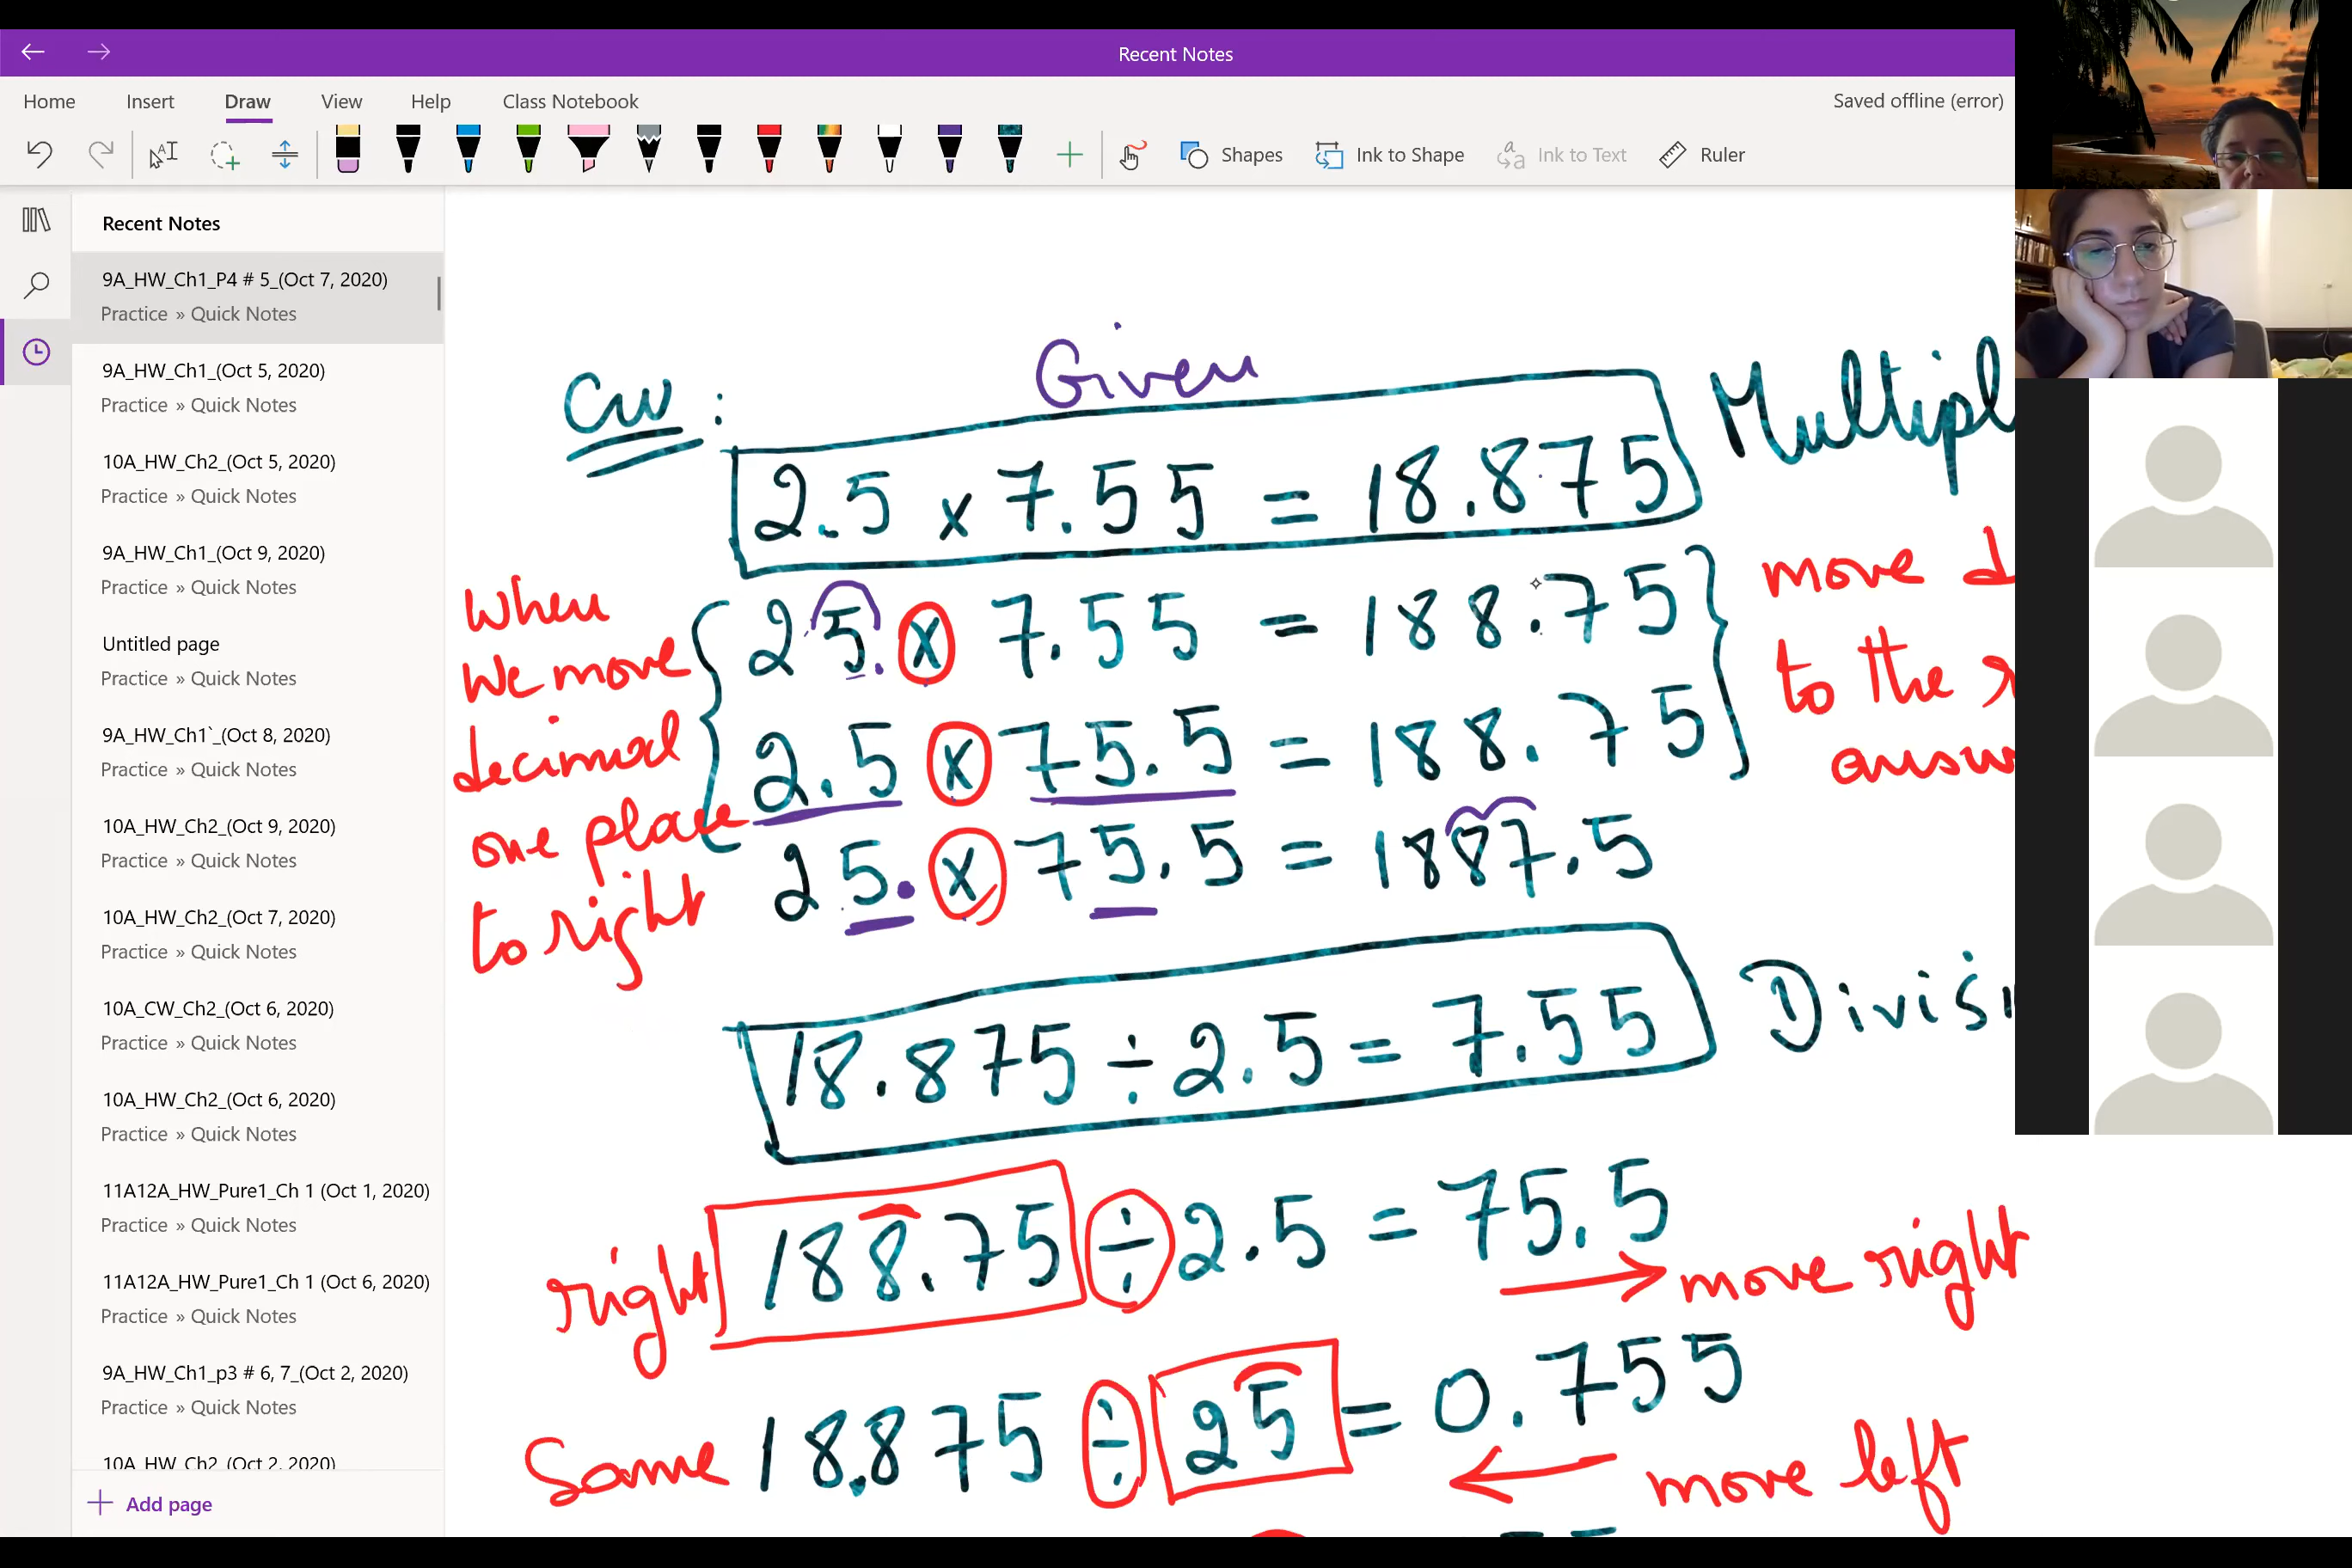 Recent Notes
Home Insert Draw View Help Class Notebook Saved offline (error)
Shapes Ink to Shape Ink to Text Ruler
Recent Notes
9A_HW_Ch1_P4 # 5_(Oct 7, 2020)
Practice » Quick Notes
9A_HW_Ch1_(Oct 5, 2020)
Practice » Quick Notes
10A_HW_Ch2_(Oct 5, 2020)
Practice » Quick Notes
9A_HW_Ch1_(Oct 9, 2020)
Practice » Quick Notes
Untitled page
Practice » Quick Notes
9A_HW_Ch1`_(Oct 8, 2020)
Practice » Quick Notes
10A_HW_Ch2_(Oct 9, 2020)
Practice » Quick Notes
10A_HW_Ch2_(Oct 7, 2020)
Practice » Quick Notes
10A_CW_Ch2_(Oct 6, 2020)
Practice » Quick Notes
10A_HW_Ch2_(Oct 6, 2020)
Practice » Quick Notes
11A12A_HW_Pure1_Ch 1 (Oct 1, 2020)
Practice » Quick Notes
11A12A_HW_Pure1_Ch 1 (Oct 6, 2020)
Practice » Quick Notes
9A_HW_Ch1_p3 # 6, 7_(Oct 2, 2020)
Practice » Quick Notes
10A_HW_Ch2_(Oct 2, 2020)
Add page
CW : Given
2.5 x 7.55 = 18.875 Multipl
When
We move
decimal
one place
to right
25. x 7.55 = 188.75
2.5 x 75.5 = 188.75
25. x 75.5 = 1887.5
move d
to the r
answ
18.875 ÷ 2.5 = 7.55 Divisi
right 188.75 ÷ 2.5 = 75.5
move right
Same 18.875 ÷ 25 = 0.755
move left